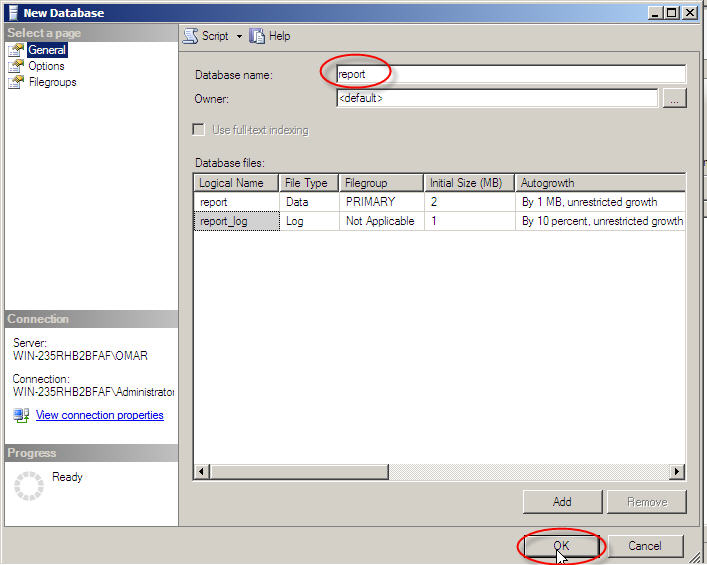 New Database
Select a page
General
Options
Filegroups
Script
Help
Database name:
report
Owner:
<default>
...
Use full-text indexing
Database files:
Logical Name File Type Filegroup Initial Size (MB) Autogrowth
report Data PRIMARY 2 By 1 MB, unrestricted growth
report_log Log Not Applicable 1 By 10 percent, unrestricted growth
Connection
Server:
WIN-235RHB2BFAF\OMAR
Connection:
WIN-235RHB2BFAF\Administrator
View connection properties
Progress
Ready
Add
Remove
OK
Cancel